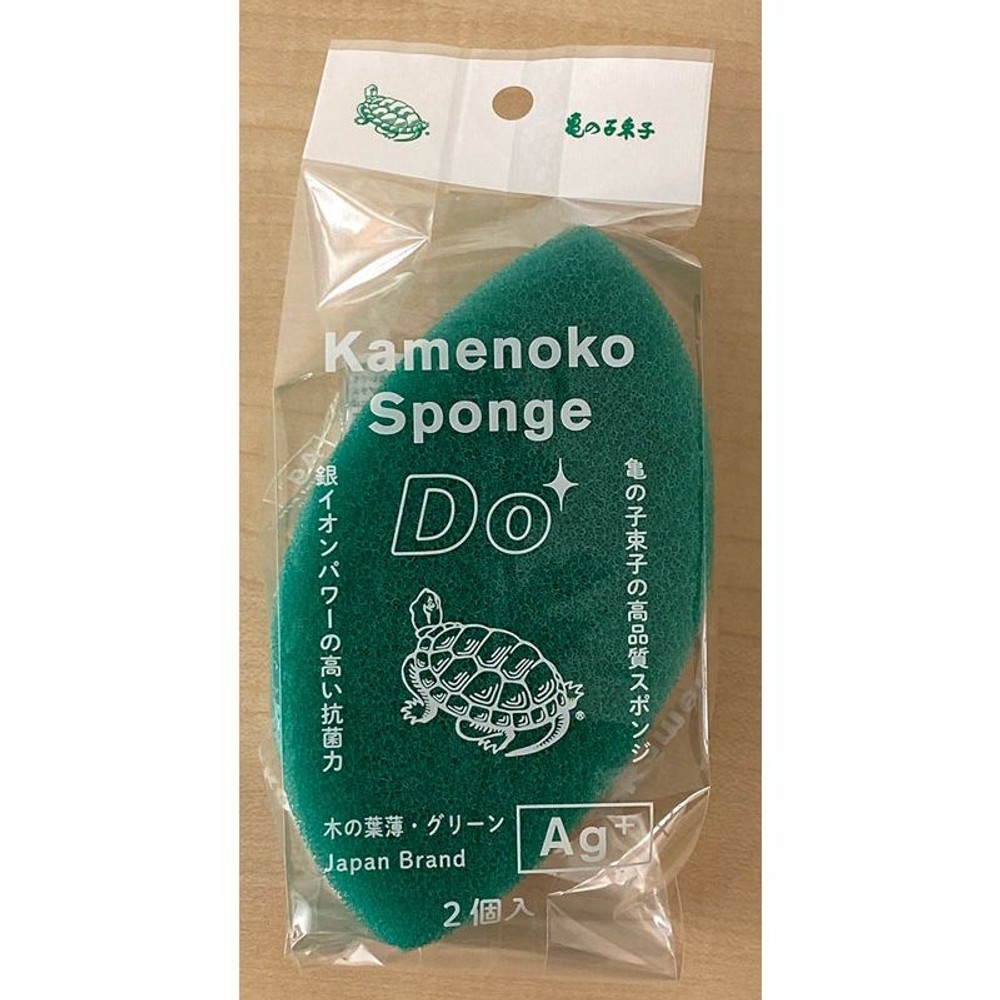 亀の子束子
Kamenoko
Sponge
Do
亀の子束子の高品質スポンジ
銀イオンパワーの高い抗菌力
®
木の葉薄・グリーン
Japan Brand
Ag+
2個入